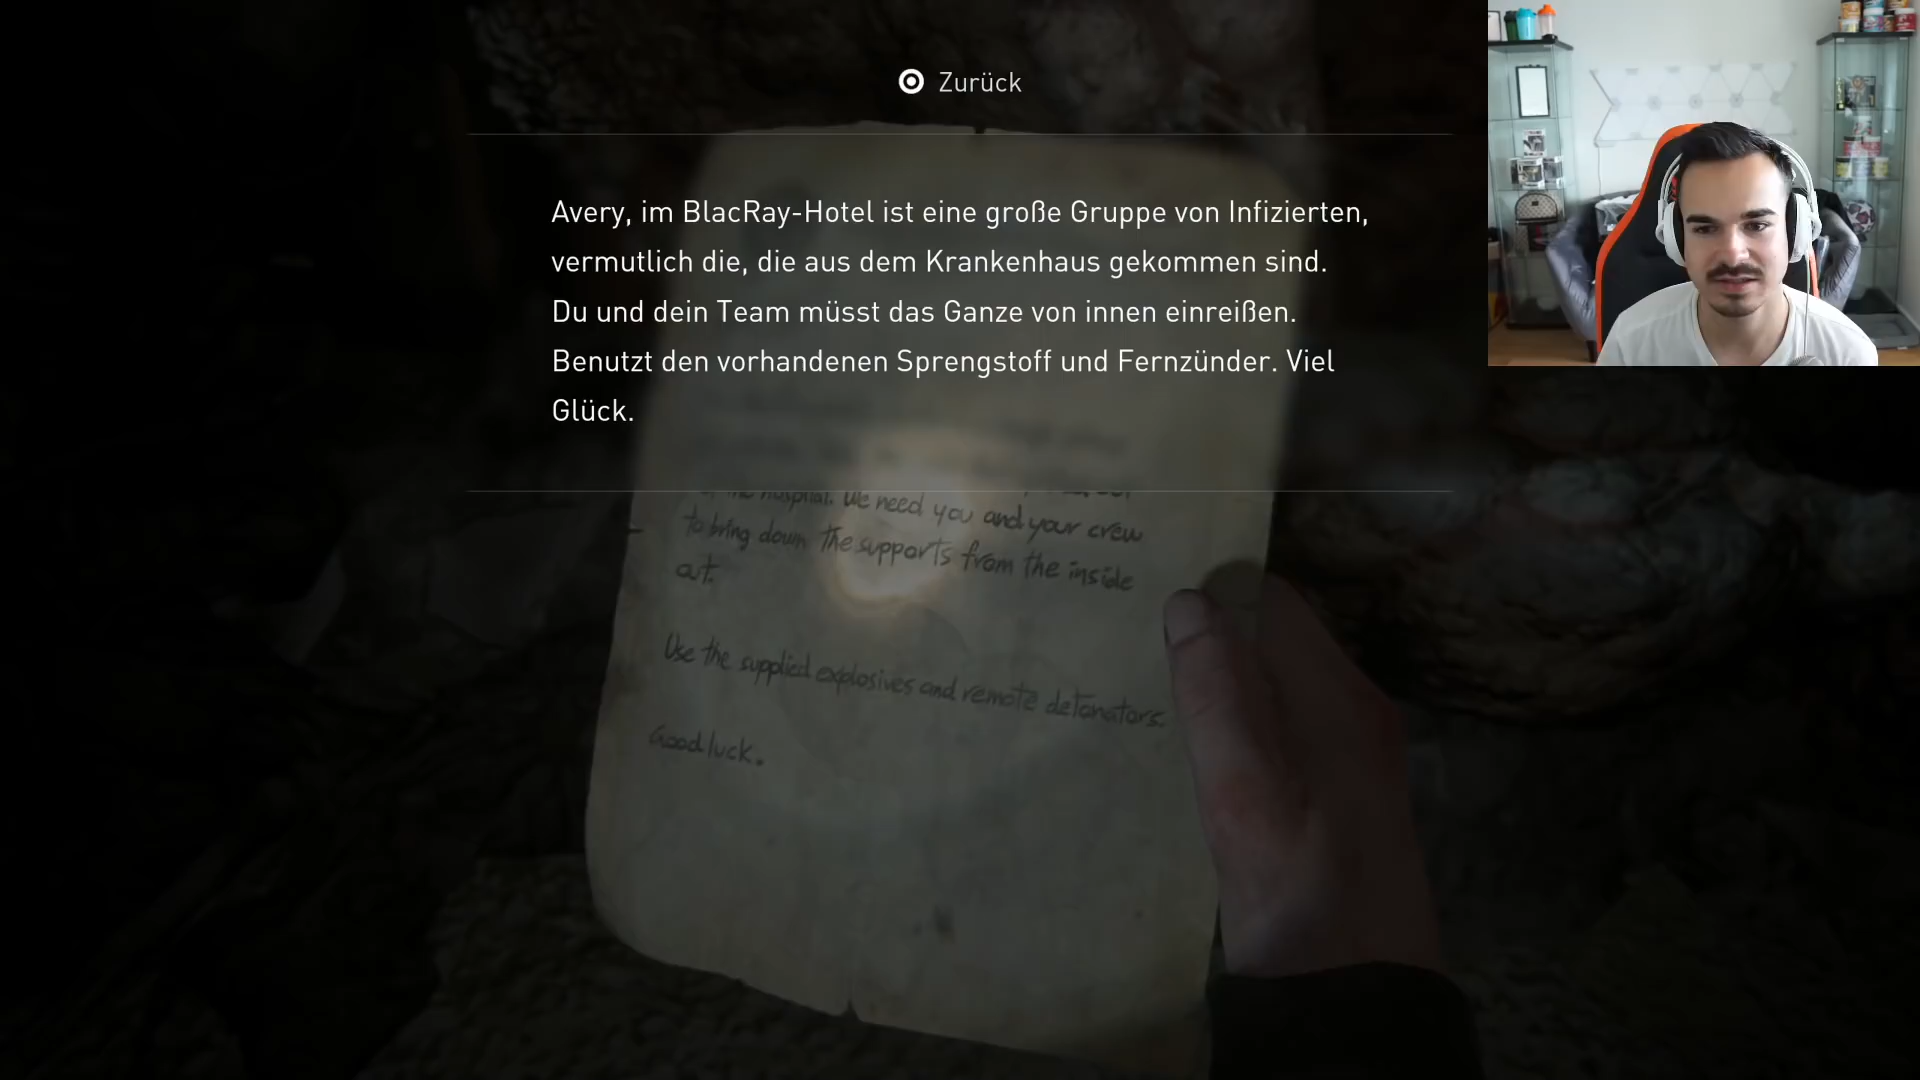 Zurück
Avery, im BlacRay-Hotel ist eine große Gruppe von Infizierten,
vermutlich die, die aus dem Krankenhaus gekommen sind.
Du und dein Team müsst das Ganze von innen einreißen.
Benutzt den vorhandenen Sprengstoff und Fernzünder. Viel
Glück.
the hospital. We need you and your crew
to bring down the supports from the inside
out.
Use the supplied explosives and remote detonators.
Good luck.